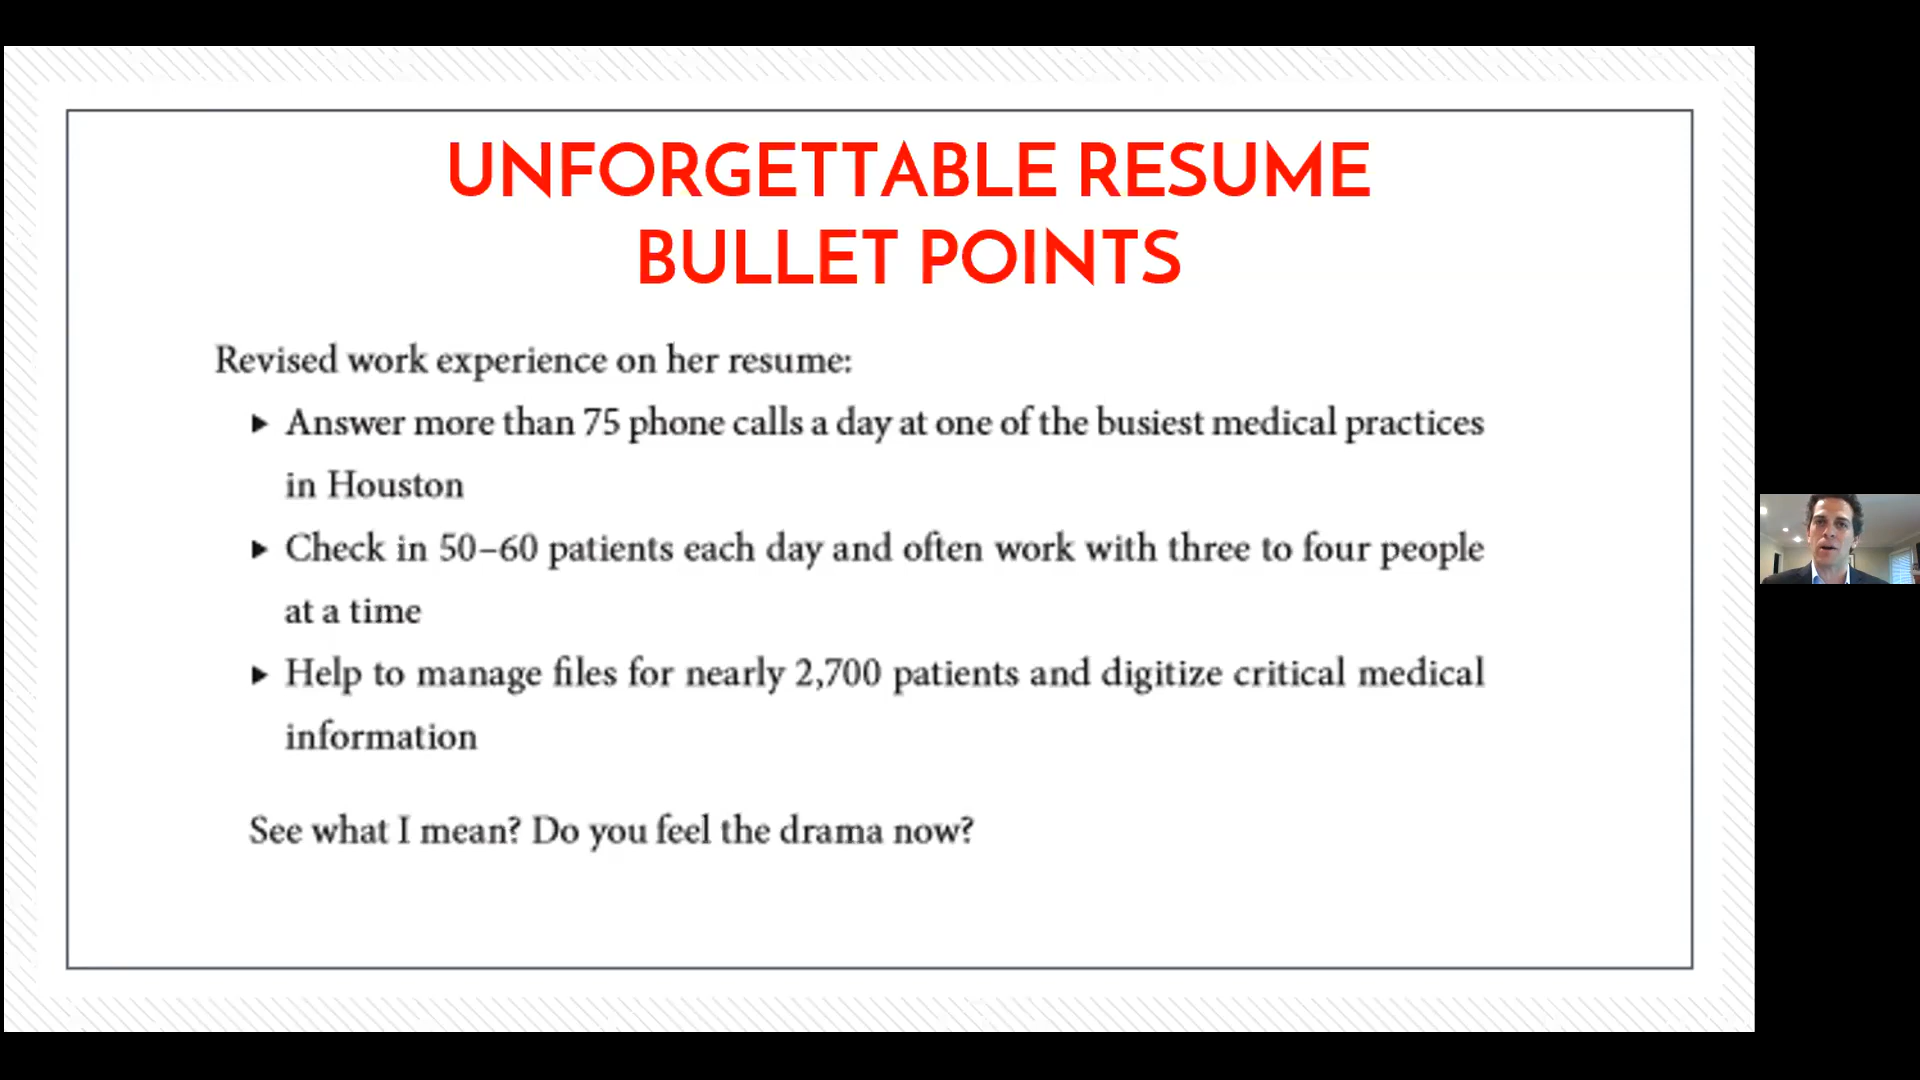 UNFORGETTABLE RESUME
BULLET POINTS
Revised work experience on her resume:
▶ Answer more than 75 phone calls a day at one of the busiest medical practices
in Houston
▶ Check in 50–60 patients each day and often work with three to four people
at a time
▶ Help to manage files for nearly 2,700 patients and digitize critical medical
information
See what I mean? Do you feel the drama now?